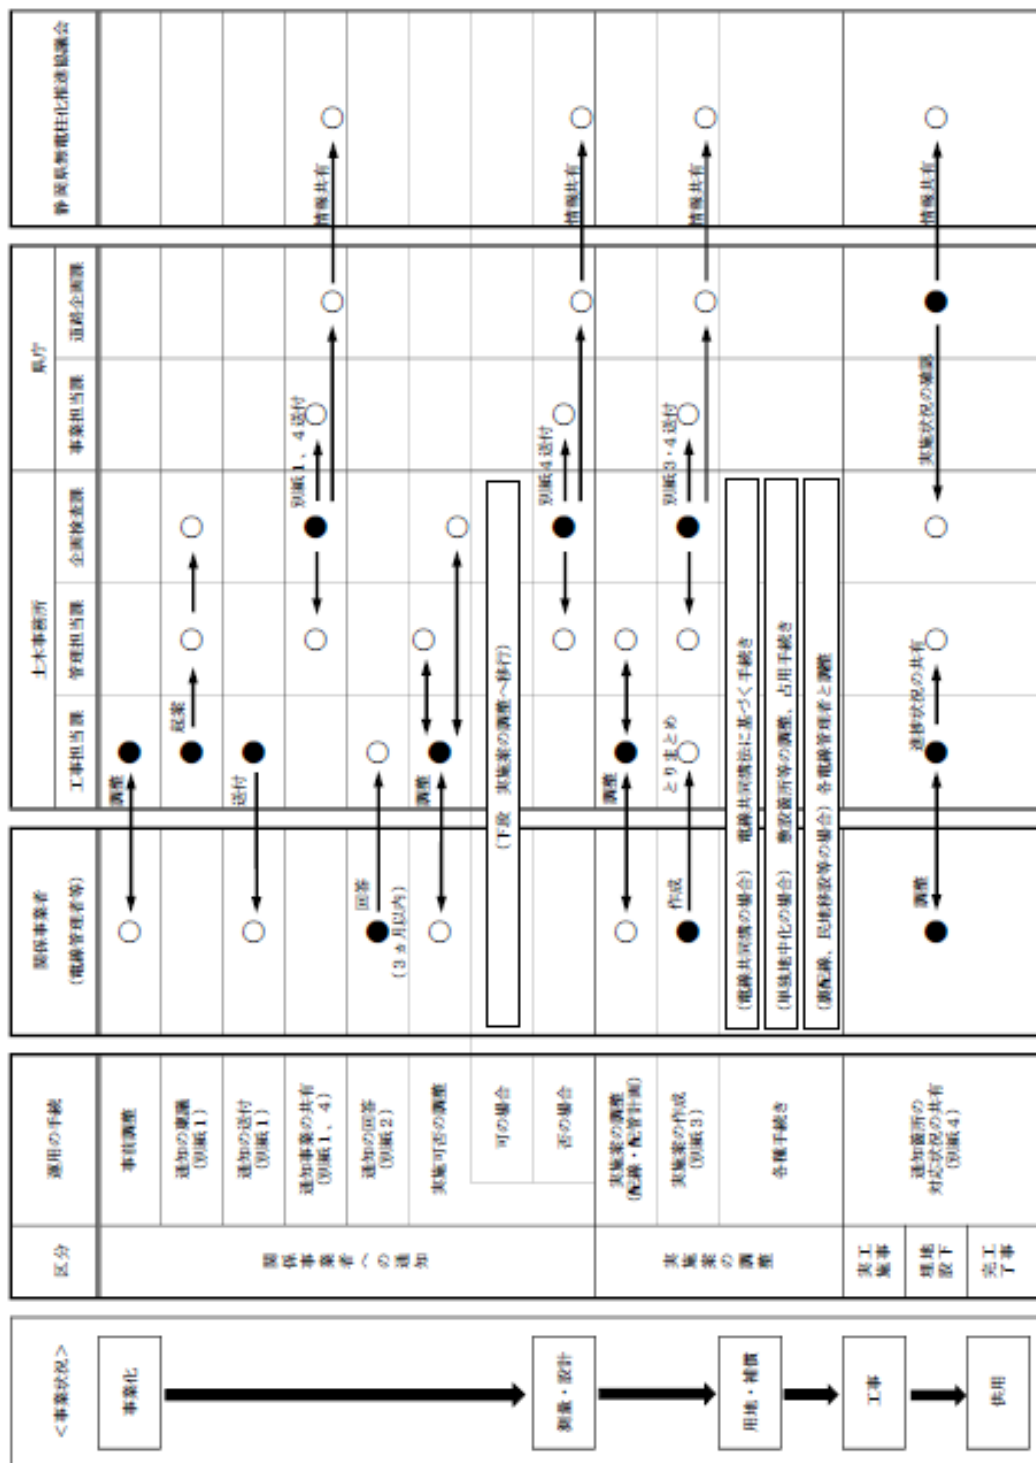 ＜事業状況＞
事業化
測量・設計
用地・補償
工事
供用
区分
関係事業者への通知
実施案の調整
工事
実施
地下
埋設
工事
完了
運用の手続
事前調整
通知の稟議
(別紙１)
通知の送付
(別紙１)
通知事業の共有
(別紙１、４)
通知の回答
(別紙２)
実施可否の調整
可の場合
否の場合
実施案の調整
(配線・配管計画)
実施案の作成
(別紙３)
各種手続き
通知箇所の
対応状況の共有
(別紙４)
関係事業者
(電線管理者等)
土木事務所
工事担当課
管理担当課
企画検査課
県庁
事業担当課
道路企画課
静岡県無電柱化推進協議会
調整
起案
送付
別紙１、４送付
情報共有
回答
(３ヵ月以内)
調整
(下段　実施案の調整へ移行)
別紙４送付
情報共有
調整
作成
とりまとめ
別紙３・４送付
情報共有
(電線共同溝の場合)　電線共同溝法に基づく手続き
(単独地中化の場合)　敷設箇所等の調整、占用手続き
(裏配線、民地移設等の場合) 各電線管理者と調整
調整
進捗状況の共有
実施状況の確認
情報共有